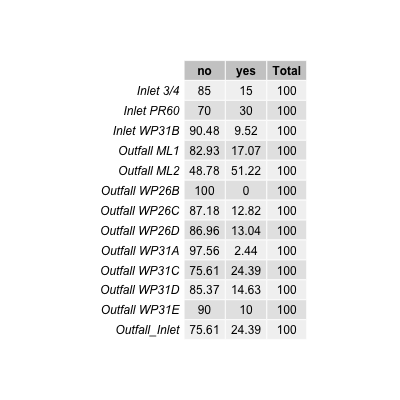 no yes Total
Inlet 3/4 85 15 100
Inlet PR60 70 30 100
Inlet WP31B 90.48 9.52 100
Outfall ML1 82.93 17.07 100
Outfall ML2 48.78 51.22 100
Outfall WP26B 100 0 100
Outfall WP26C 87.18 12.82 100
Outfall WP26D 86.96 13.04 100
Outfall WP31A 97.56 2.44 100
Outfall WP31C 75.61 24.39 100
Outfall WP31D 85.37 14.63 100
Outfall WP31E 90 10 100
Outfall_Inlet 75.61 24.39 100